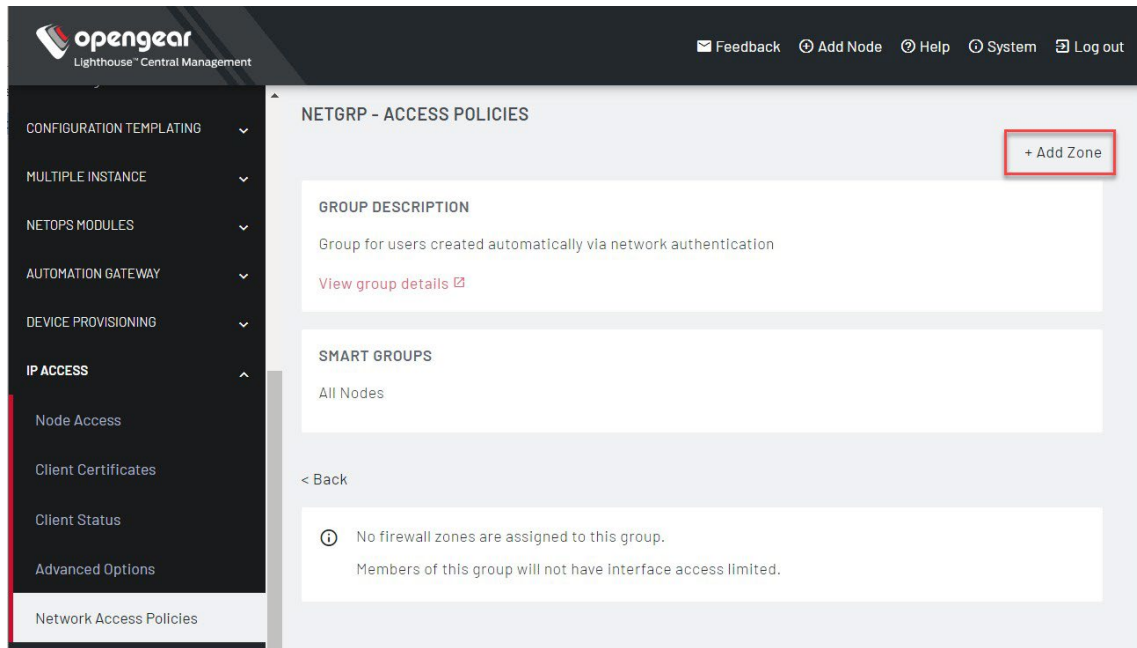 opengear
Lighthouse™ Central Management
Feedback
Add Node
Help
System
Log out
CONFIGURATION TEMPLATING
MULTIPLE INSTANCE
NETOPS MODULES
AUTOMATION GATEWAY
DEVICE PROVISIONING
IP ACCESS
Node Access
Client Certificates
Client Status
Advanced Options
Network Access Policies
NETGRP - ACCESS POLICIES
+ Add Zone
GROUP DESCRIPTION
Group for users created automatically via network authentication
View group details
SMART GROUPS
All Nodes
< Back
No firewall zones are assigned to this group.
Members of this group will not have interface access limited.